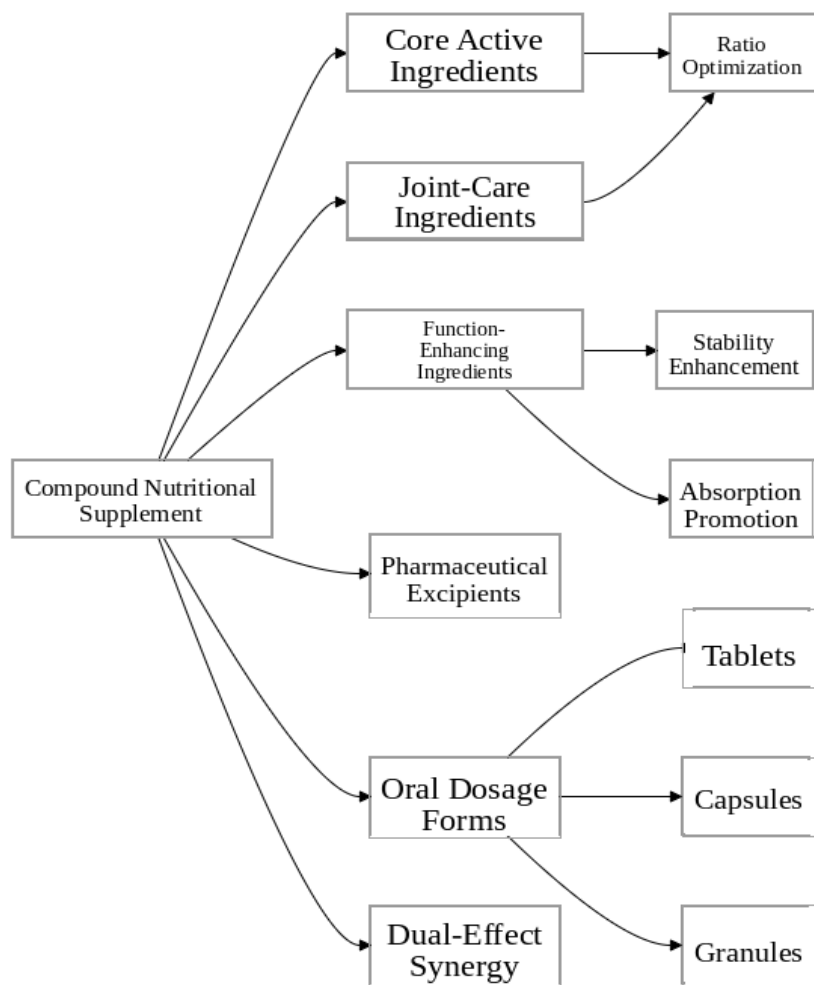 Core Active
Ingredients
Ratio
Optimization
Joint-Care
Ingredients
Function-
Enhancing
Ingredients
Stability
Enhancement
Compound Nutritional
Supplement
Absorption
Promotion
Pharmaceutical
Excipients
Tablets
Oral Dosage
Forms
Capsules
Dual-Effect
Synergy
Granules